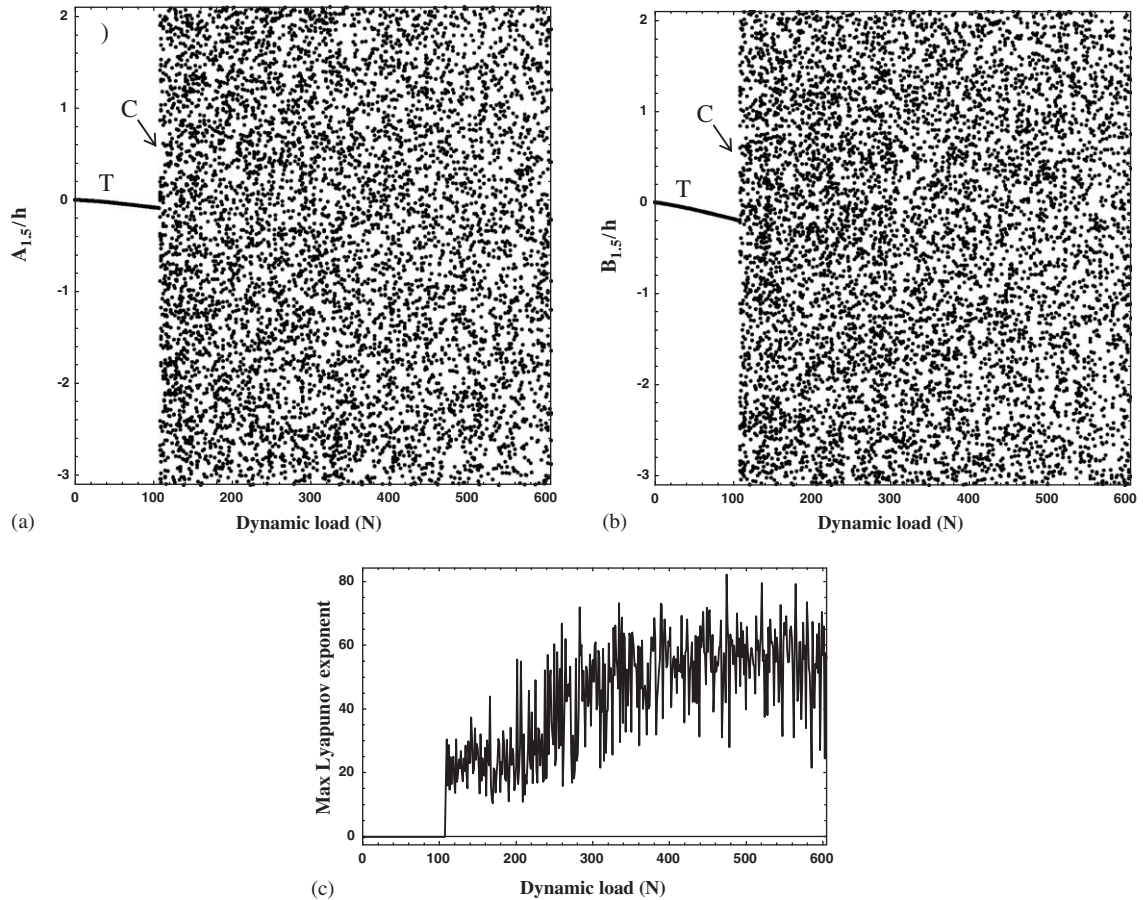 )
2
1
0
-1
-2
-3
C
T
A1.5/h
0 100 200 300 400 500 600
(a)
Dynamic load (N)
2
1
0
-1
-2
-3
C
T
B1.5/h
0 100 200 300 400 500 600
(b)
Dynamic load (N)
80
60
40
20
0
Max Lyapunov exponent
0 100 200 300 400 500 600
(c)
Dynamic load (N)